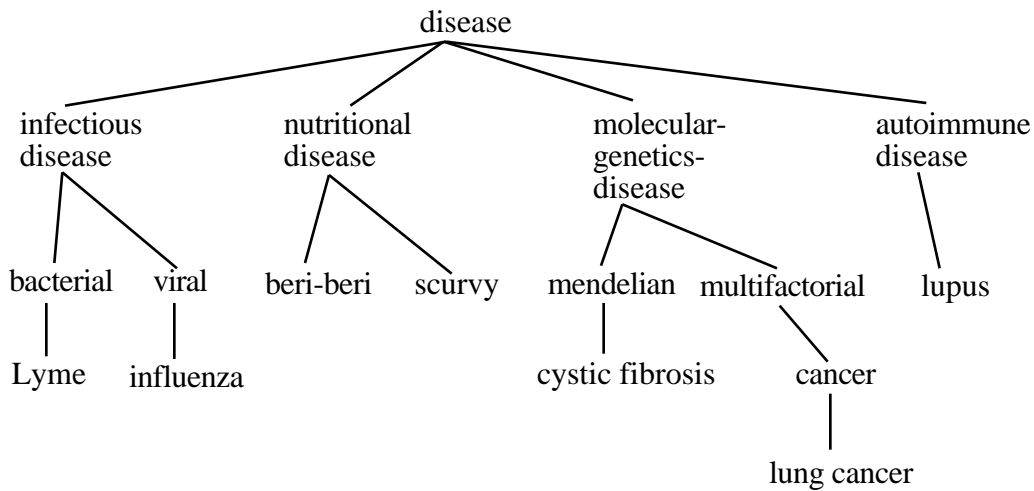 disease
infectious
disease
nutritional
disease
molecular-
genetics-
disease
autoimmune
disease
bacterial
viral
beri-beri
scurvy
mendelian
multifactorial
lupus
Lyme
influenza
cystic fibrosis
cancer
lung cancer